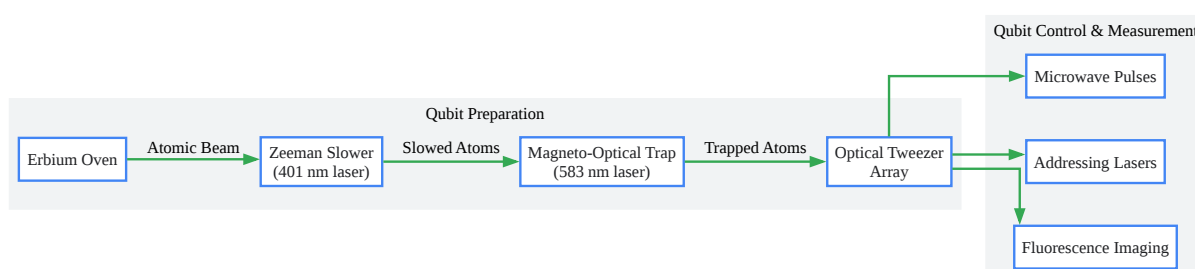 Qubit Control & Measurement
Microwave Pulses
Qubit Preparation
Erbium Oven
Atomic Beam
Zeeman Slower
(401 nm laser)
Slowed Atoms
Magneto-Optical Trap
(583 nm laser)
Trapped Atoms
Optical Tweezer
Array
Addressing Lasers
Fluorescence Imaging